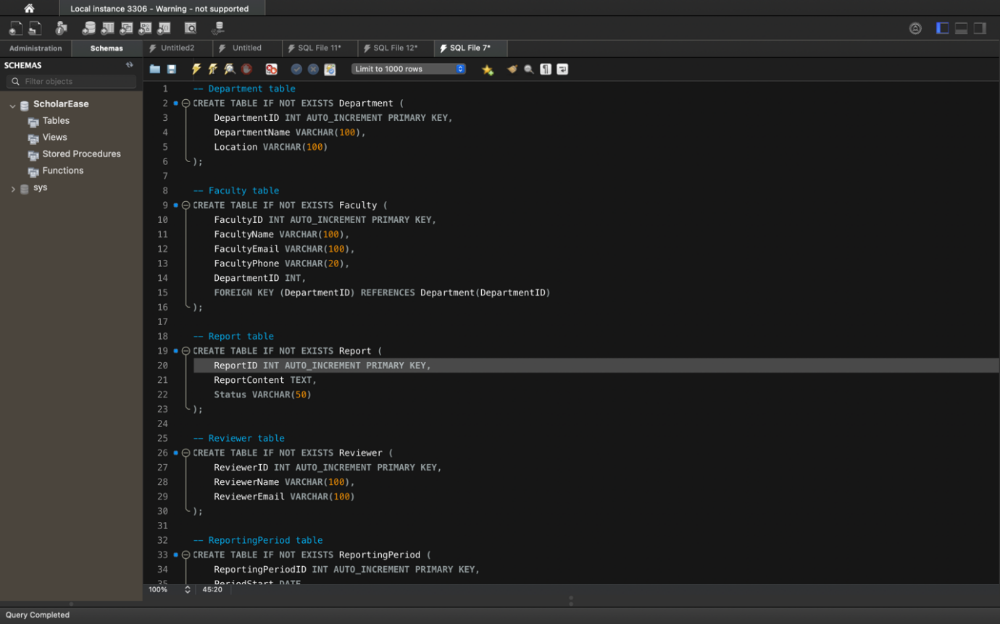 Local instance 3306 - Warning - not supported
Administration
Schemas
Untitled2
Untitled
SQL File 11*
SQL File 12*
SQL File 7*
SCHEMAS
Filter objects
Limit to 1000 rows
ScholarEase
Tables
Views
Stored Procedures
Functions
sys
1 -- Department table
2 CREATE TABLE IF NOT EXISTS Department (
3 DepartmentID INT AUTO_INCREMENT PRIMARY KEY,
4 DepartmentName VARCHAR(100),
5 Location VARCHAR(100)
6 );
7
8 -- Faculty table
9 CREATE TABLE IF NOT EXISTS Faculty (
10 FacultyID INT AUTO_INCREMENT PRIMARY KEY,
11 FacultyName VARCHAR(100),
12 FacultyEmail VARCHAR(100),
13 FacultyPhone VARCHAR(20),
14 DepartmentID INT,
15 FOREIGN KEY (DepartmentID) REFERENCES Department(DepartmentID)
16 );
17
18 -- Report table
19 CREATE TABLE IF NOT EXISTS Report (
20 ReportID INT AUTO_INCREMENT PRIMARY KEY,
21 ReportContent TEXT,
22 Status VARCHAR(50)
23 );
24
25 -- Reviewer table
26 CREATE TABLE IF NOT EXISTS Reviewer (
27 ReviewerID INT AUTO_INCREMENT PRIMARY KEY,
28 ReviewerName VARCHAR(100),
29 ReviewerEmail VARCHAR(100)
30 );
31
32 -- ReportingPeriod table
33 CREATE TABLE IF NOT EXISTS ReportingPeriod (
34 ReportingPeriodID INT AUTO_INCREMENT PRIMARY KEY,
35 PeriodStart DATE
100% 45:20
Query Completed